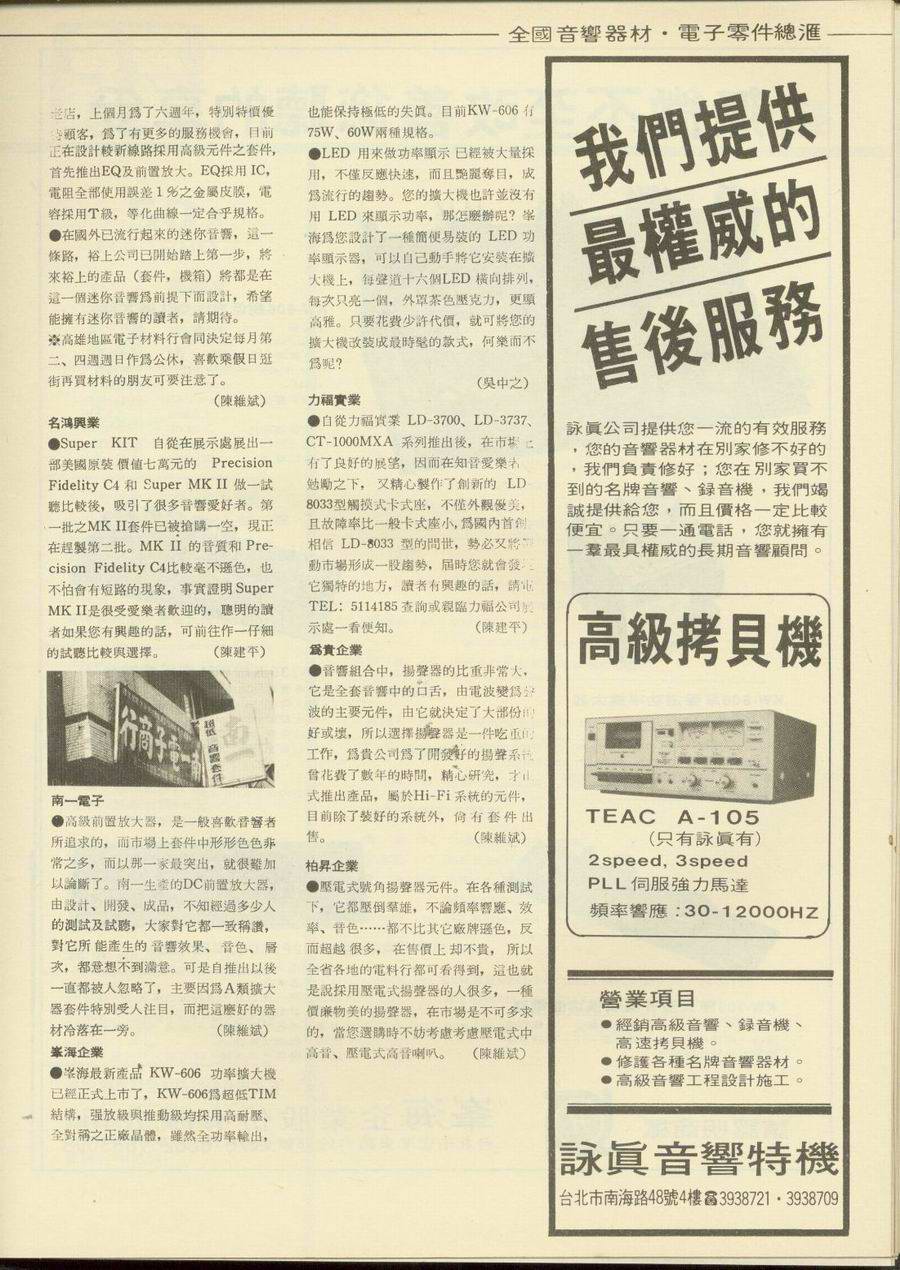 全國音響器材・電子零件總滙
老店，上個月爲了六週年，特別特價優
顧客，爲了有更多的服務機會，目前
正在設計較新線路採用高級元件之套件，
首先推出EQ及前置放大。EQ採用 IC，
電阻全部使用誤差1%之金屬皮膜，電
容採用T級，等化曲線一定合乎規格。
●在國外已流行起來的迷你音響，這一
條路，裕上公司已開始踏上第一步，將
來裕上的產品（套件，機箱）將都是在
這一個迷你音響爲前提下而設計，希望
能擁有迷你音響的讀者，請期待。
※高雄地區電子材料行會同決定每月第
二、四週週日作爲公休，喜歡乘假日逛
街再買材料的朋友可要注意了。
（陳維斌）
名鴻興業
●Super KIT 自從在展示處展出一
部美國原裝價值七萬元的 Precision
Fidelity C4 和 Super MK II 做一試
聽比較後，吸引了很多音響愛好者。第
一批之MK II套件已被搶購一空，現正
在趕製第二批。MK II 的音質和 Pre-
cision Fidelity C4比較毫不遜色，也
不怕會有短路的現象，事實證明 Super
MK II是很受愛樂者歡迎的，聰明的讀
者如果您有興趣的話，可前往作一仔細
的試聽比較與選擇。 （陳建平）
行商子電一
南一
超低
音響套件
南一電子
●高級前置放大器，是一般喜歡音響者
所追求的，而市場上套件中形形色色非
常之多，而以那一家最突出，就很難加
以論斷了。南一生產的DC前置放大器，
由設計、開發、成品，不知經過多少人
的測試及試聽，大家對它都一致稱讚，
對它所能產生的音響效果、音色、層
次，都意想不到滿意。可是自推出以後
一直都被人忽略了，主要因爲A類擴大
器套件特別受人注目，而把這麼好的器
材冷落在一旁。 （陳維斌）
峯海企業
●峯海最新產品 KW-606 功率擴大機
已經正式上市了，KW-606爲超低TIM
結構，强放級與推動級均採用高耐壓、
全對稱之正廠晶體，雖然全功率輸出，
也能保持極低的失眞。目前KW-606 有
75W、60W兩種規格。
●LED 用來做功率顯示已經被大量採
用，不僅反應快速，而且艷麗奪目，成
爲流行的趨勢。您的擴大機也許並沒有
用 LED 來顯示功率，那怎麼辦呢？峯
海爲您設計了一種簡便易裝的 LED 功
率顯示器，可以自己動手將它安裝在擴
大機上，每聲道十六個LED 橫向排列，
每次只亮一個，外罩茶色壓克力，更顯
高雅。只要花費少許代價，就可將您的
擴大機改裝成最時髦的款式，何樂而不
爲呢？
（吳中之）
力福實業
●自從力福實業 LD-3700、LD-3737、
CT-1000MXA 系列推出後，在市場上
有了良好的展望，因而在知音愛樂者
勉勵之下，又精心製作了創新的 LD-
8033型觸摸式卡式座，不僅外觀優美，
且故障率比一般卡式座小，爲國內首創
相信 LD-8033 型的問世，勢必又將
動市場形成一股趨勢，屆時您就會發
它獨特的地方，讀者有興趣的話，請電
TEL：5114185 查詢或親臨力福公司展
示處一看便知。 （陳建平）
爲貴企業
●音響組合中，揚聲器的比重非常大，
它是全套音響中的口舌，由電波變爲音
波的主要元件，由它就決定了大部份的
好或壞，所以選擇揚聲器是一件吃重的
工作，爲貴公司爲了開發好的揚聲系統
曾花費了數年的時間，精心研究，才正
式推出產品，屬於Hi-Fi 系統的元件，
目前除了裝好的系統外，尙有套件出
售。 （陳維斌）
柏昇企業
●壓電式號角揚聲器元件。在各種測試
下，它都壓倒羣雄，不論頻率響應、效
率、音色⋯⋯都不比其它廠牌遜色，反
而超越很多，在售價上却不貴，所以
全省各地的電料行都可看得到，這也就
是說採用壓電式揚聲器的人很多，一種
價廉物美的揚聲器，在市場是不可多求
的，當您選購時不妨考慮考慮壓電式中
高音、壓電式高音喇叭。 （陳維斌）
我們提供
最權威的
售後服務
詠眞公司提供您一流的有效服務
，您的音響器材在別家修不好的
，我們負責修好；您在別家買不
到的名牌音響、錄音機，我們竭
誠提供給您，而且價格一定比較
便宜。只要一通電話，您就擁有
一羣最具權威的長期音響顧問。
高級拷貝機
TEAC A-105
（只有詠眞有）
2speed, 3speed
PLL伺服強力馬達
頻率響應：30-12000HZ
營業項目
●經銷高級音響、錄音機、
高速拷貝機。
●修護各種名牌音響器材。
●高級音響工程設計施工。
詠眞音響特機
台北市南海路48號4樓☎3938721・3938709